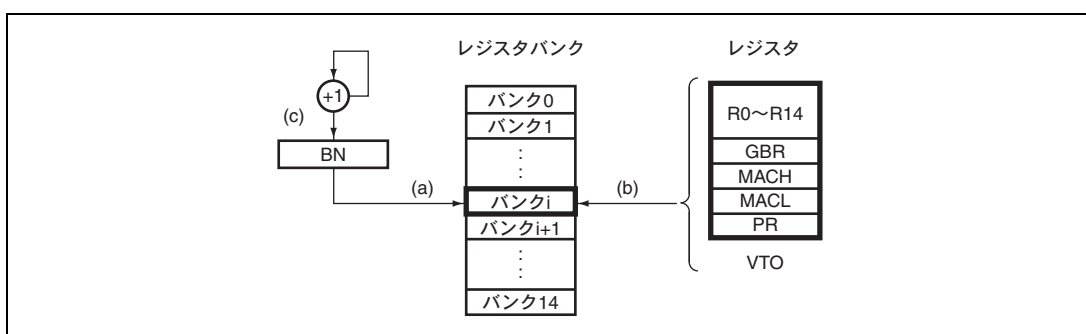 レジスタバンク
レジスタ
+1
(c)
BN
(a)
バンク0
バンク1
⋮
⋮
バンクi
バンクi+1
⋮
⋮
バンク14
(b)
R0～R14
GBR
MACH
MACL
PR
VTO